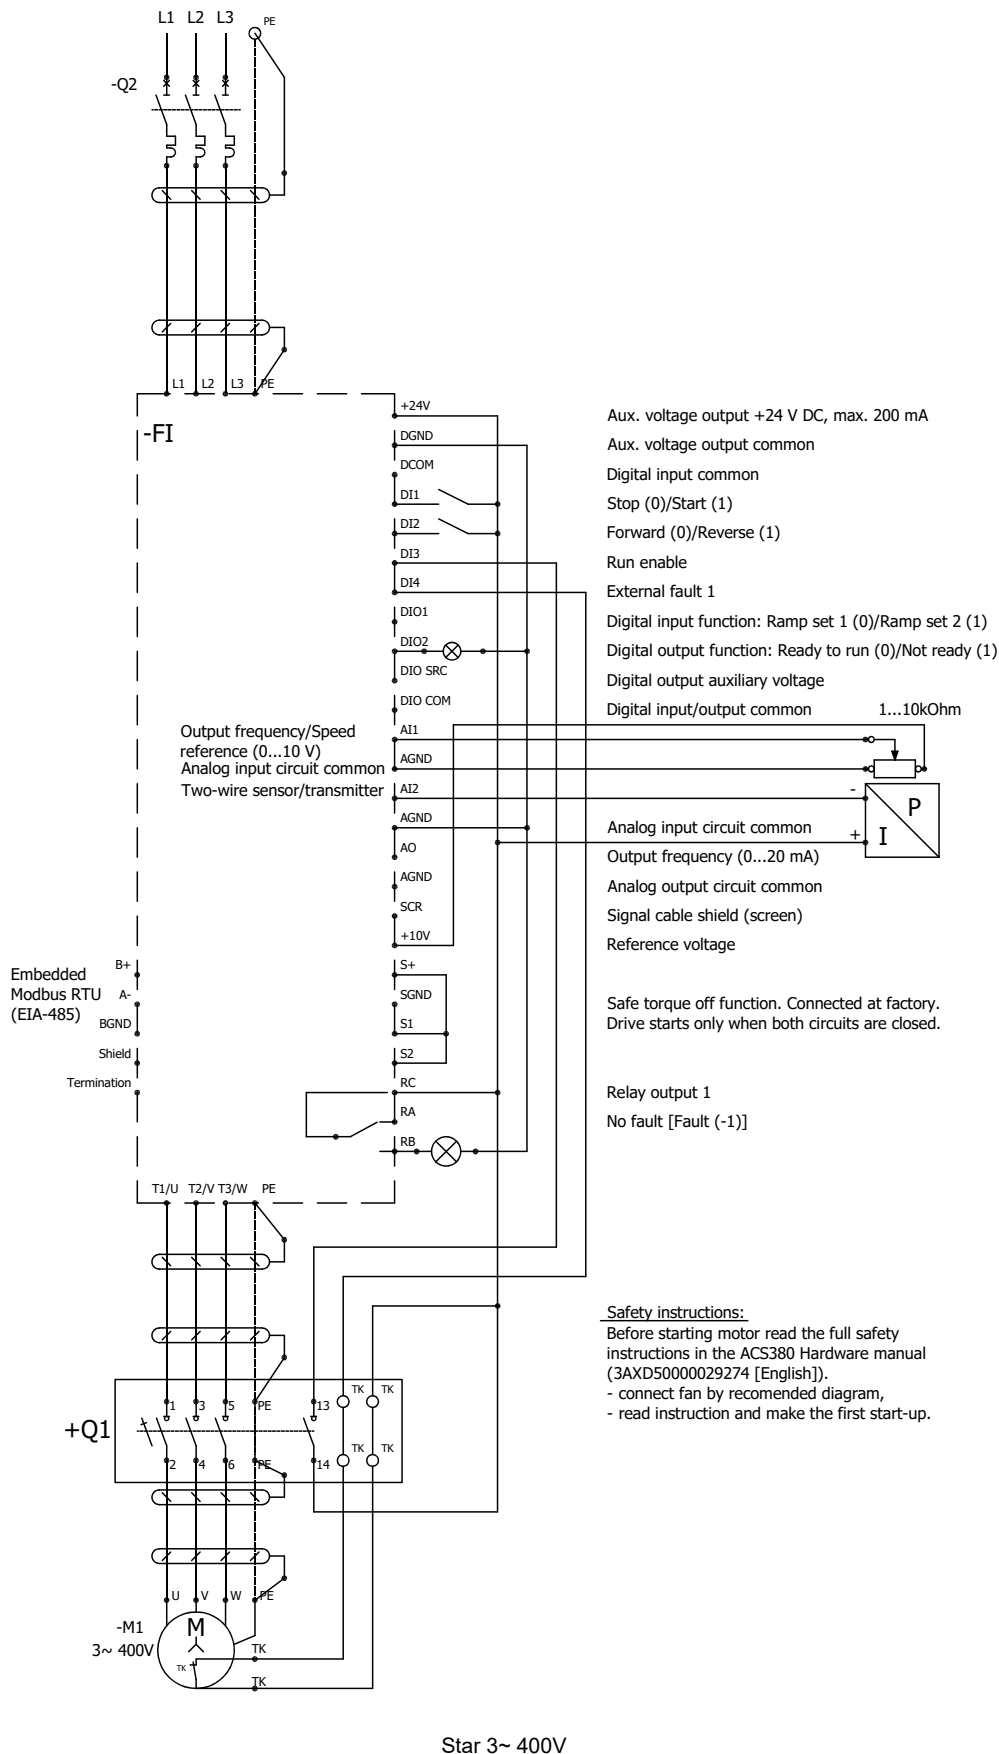 L1 L2 L3 PE
-Q2
L1 L2 L3 PE
-FI
+24V
Aux. voltage output +24 V DC, max. 200 mA
DGND
Aux. voltage output common
DCOM
Digital input common
DI1
Stop (0)/Start (1)
DI2
Forward (0)/Reverse (1)
DI3
Run enable
DI4
External fault 1
DIO1
Digital input function: Ramp set 1 (0)/Ramp set 2 (1)
DIO2
Digital output function: Ready to run (0)/Not ready (1)
DIO SRC
Digital output auxiliary voltage
DIO COM
Digital input/output common
1...10kOhm
Output frequency/Speed
reference (0...10 V)
AI1
Analog input circuit common
AGND
Two-wire sensor/transmitter
AI2
-
P
AGND
Analog input circuit common
+
I
AO
Output frequency (0...20 mA)
AGND
Analog output circuit common
SCR
Signal cable shield (screen)
+10V
Reference voltage
Embedded
Modbus RTU
(EIA-485)
B+
A-
BGND
Shield
Termination
S+
SGND
S1
S2
Safe torque off function. Connected at factory.
Drive starts only when both circuits are closed.
RC
Relay output 1
RA
No fault [Fault (-1)]
RB
T1/U T2/V T3/W PE
Safety instructions:
Before starting motor read the full safety
instructions in the ACS380 Hardware manual
(3AXD50000029274 [English]).
- connect fan by recomended diagram,
- read instruction and make the first start-up.
+Q1
1 3 5 PE 13 TK TK
2 4 6 PE 14 TK TK
U V W PE
-M1
3~ 400V
M
TK
TK
TK
Star 3~ 400V